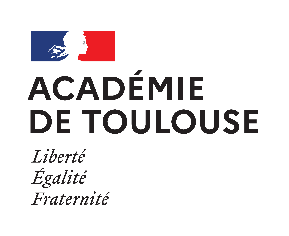 ACADÉMIE
DE TOULOUSE
Liberté
Égalité
Fraternité